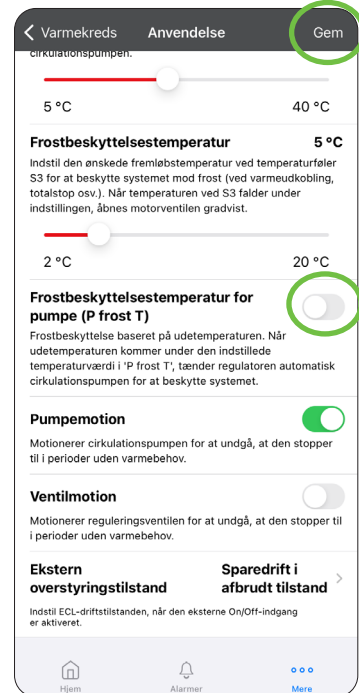 Varmekreds Anvendelse Gem
cirkulationspumpen.
5 °C 40 °C
Frostbeskyttelsestemperatur 5 °C
Indstil den ønskede fremløbstemperatur ved temperaturføler
S3 for at beskytte systemet mod frost (ved varmeudkobling,
totalstop osv.). Når temperaturen ved S3 falder under
indstillingen, åbnes motorventilen gradvist.
2 °C 20 °C
Frostbeskyttelsestemperatur for
pumpe (P frost T)
Frostbeskyttelse baseret på udetemperaturen. Når
udetemperaturen kommer under den indstillede
temperaturværdi i 'P frost T', tænder regulatoren automatisk
cirkulationspumpen for at beskytte systemet.
Pumpemotion
Motionerer cirkulationspumpen for at undgå, at den stopper
til i perioder uden varmebehov.
Ventilmotion
Motionerer reguleringsventilen for at undgå, at den stopper til
i perioder uden varmebehov.
Ekstern Sparedrift i
overstyringstilstand afbrudt tilstand
Indstil ECL-driftstilstanden, når den eksterne On/Off-indgang
er aktiveret.
Hjem Alarmer Mere